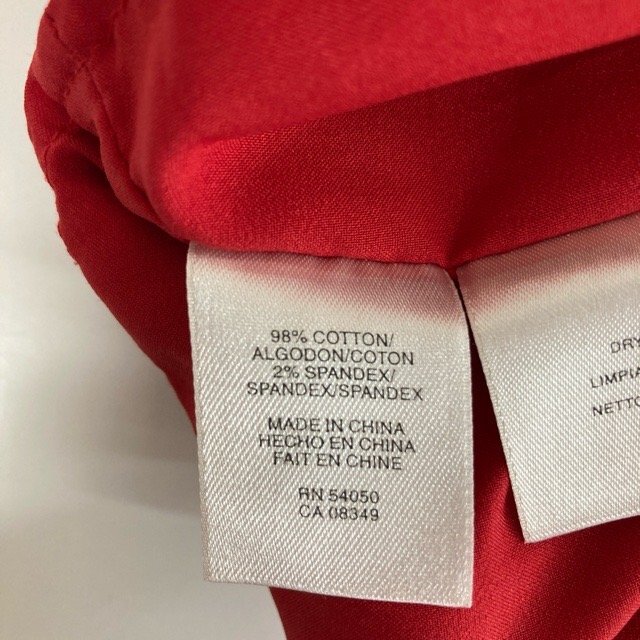 98% COTTON/
ALGODON/COTON
2% SPANDEX/
SPANDEX/SPANDEX
MADE IN CHINA
HECHO EN CHINA
FAIT EN CHINE
RN 54050
CA 08349
DRY
LIMPIA
NETTO